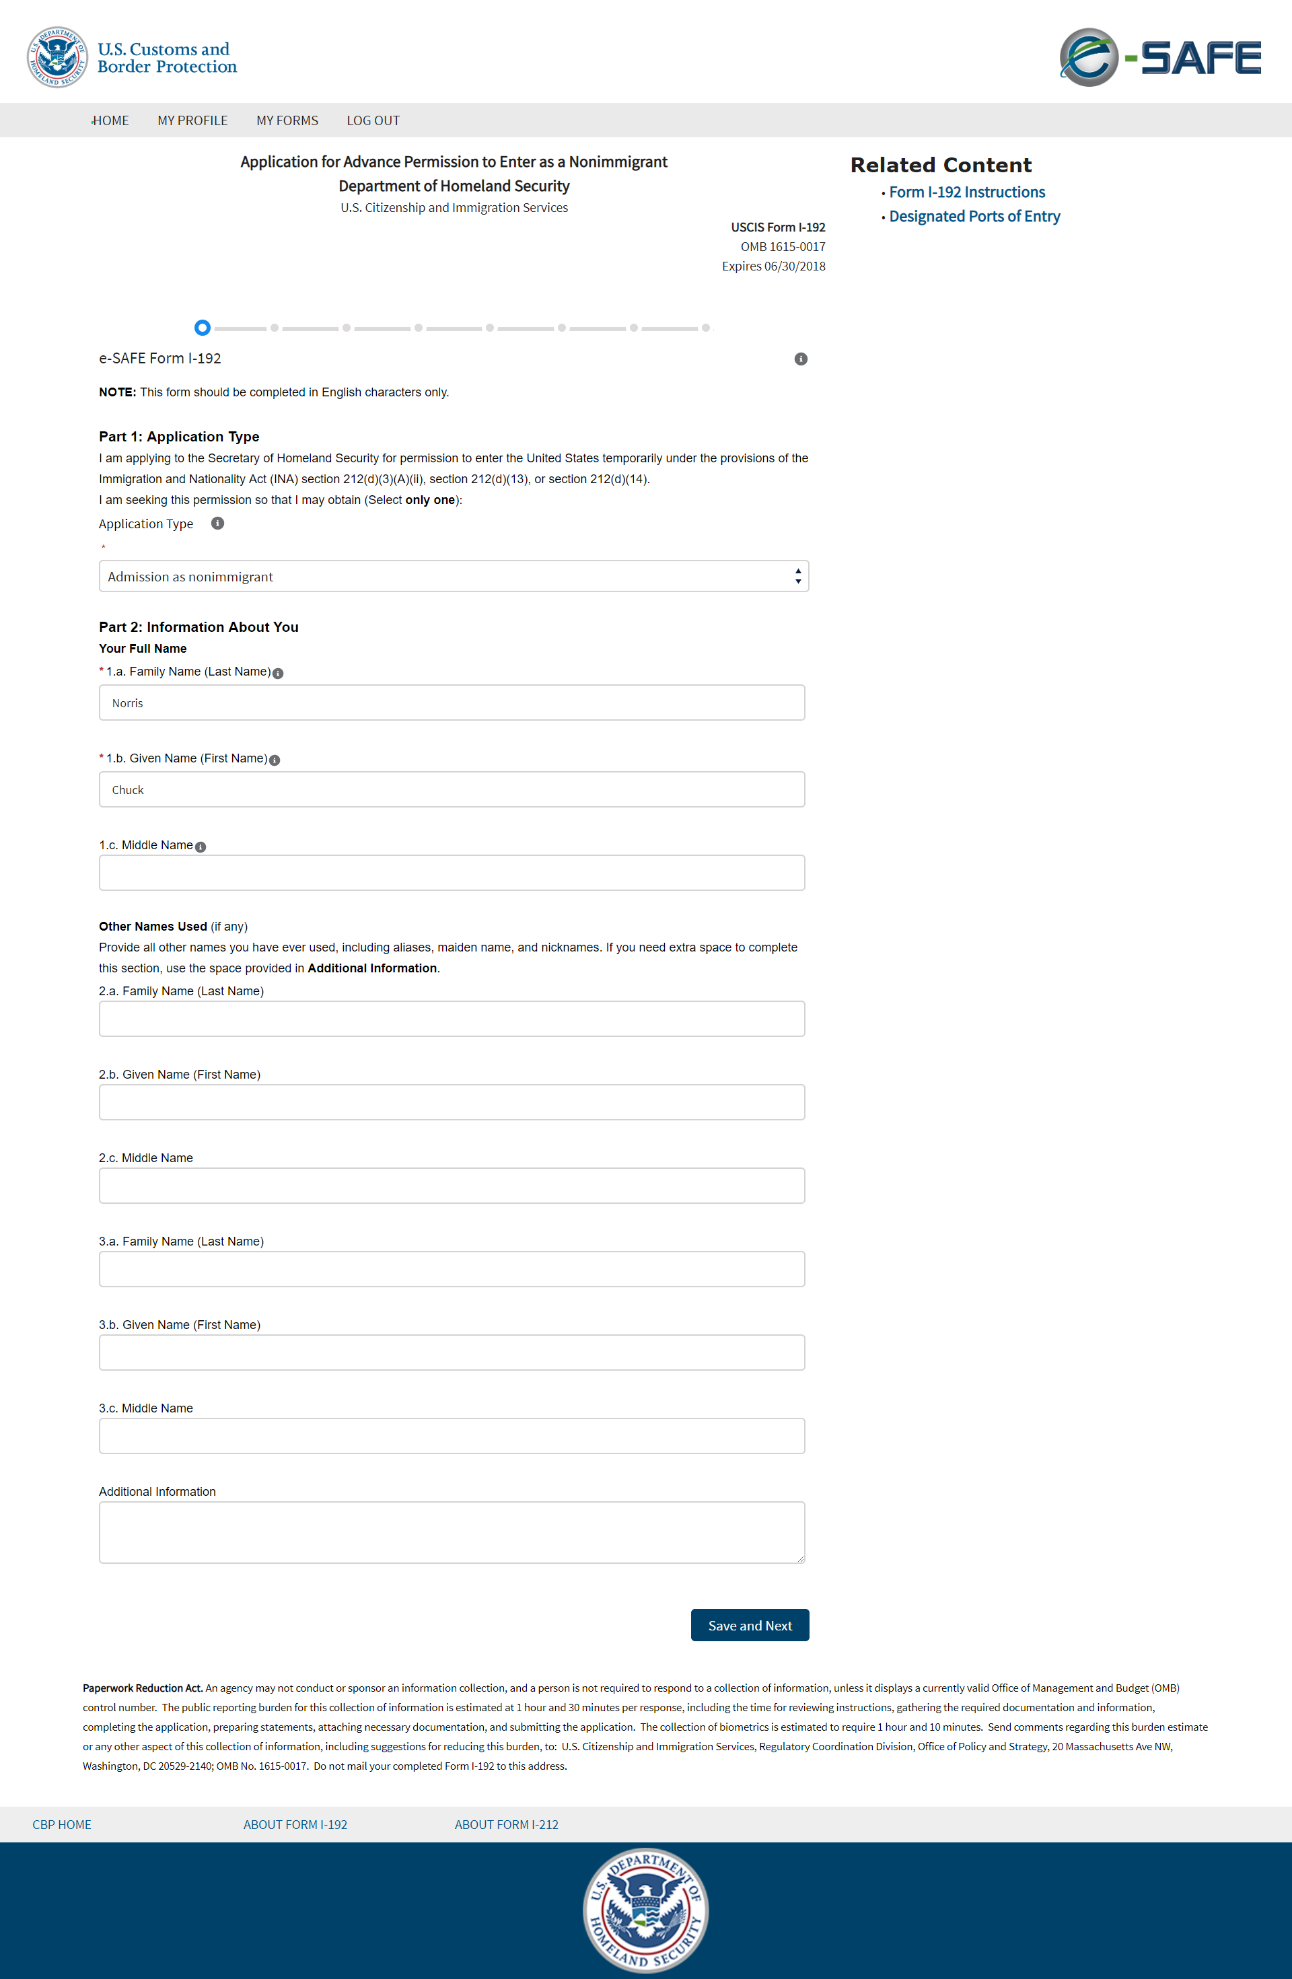 U.S. Customs and
Border Protection
e-SAFE
HOME MY PROFILE MY FORMS LOG OUT
Application for Advance Permission to Enter as a Nonimmigrant
Department of Homeland Security
U.S. Citizenship and Immigration Services
USCIS Form I-192
OMB 1615-0017
Expires 06/30/2018
Related Content
• Form I-192 Instructions
• Designated Ports of Entry
e-SAFE Form I-192
NOTE: This form should be completed in English characters only.
Part 1: Application Type
I am applying to the Secretary of Homeland Security for permission to enter the United States temporarily under the provisions of the
Immigration and Nationality Act (INA) section 212(d)(3)(A)(ii), section 212(d)(13), or section 212(d)(14).
I am seeking this permission so that I may obtain (Select only one):
Application Type
*
Admission as nonimmigrant
Part 2: Information About You
Your Full Name
* 1.a. Family Name (Last Name)
Norris
* 1.b. Given Name (First Name)
Chuck
1.c. Middle Name
Other Names Used (if any)
Provide all other names you have ever used, including aliases, maiden name, and nicknames. If you need extra space to complete
this section, use the space provided in Additional Information.
2.a. Family Name (Last Name)
2.b. Given Name (First Name)
2.c. Middle Name
3.a. Family Name (Last Name)
3.b. Given Name (First Name)
3.c. Middle Name
Additional Information
Save and Next
Paperwork Reduction Act. An agency may not conduct or sponsor an information collection, and a person is not required to respond to a collection of information, unless it displays a currently valid Office of Management and Budget (OMB)
control number. The public reporting burden for this collection of information is estimated at 1 hour and 30 minutes per response, including the time for reviewing instructions, gathering the required documentation and information,
completing the application, preparing statements, attaching necessary documentation, and submitting the application. The collection of biometrics is estimated to require 1 hour and 10 minutes. Send comments regarding this burden estimate
or any other aspect of this collection of information, including suggestions for reducing this burden, to: U.S. Citizenship and Immigration Services, Regulatory Coordination Division, Office of Policy and Strategy, 20 Massachusetts Ave NW,
Washington, DC 20529-2140; OMB No. 1615-0017. Do not mail your completed Form I-192 to this address.
CBP HOME ABOUT FORM I-192 ABOUT FORM I-212
U.S. DEPARTMENT OF HOMELAND SECURITY